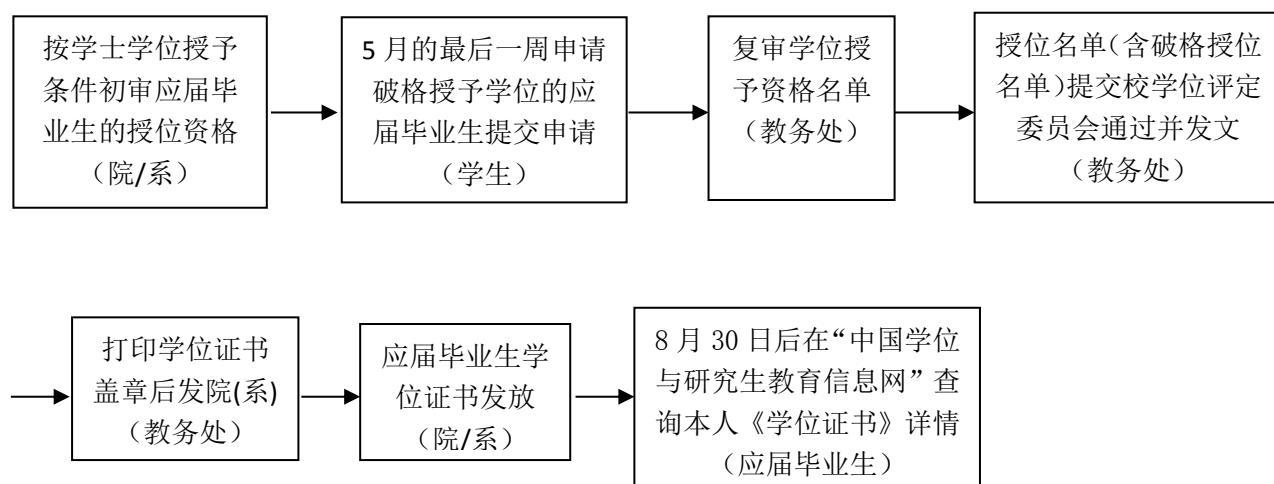 按学士学位授予
条件初审应届毕
业生的授位资格
（院/系）
5 月的最后一周申请
破格授予学位的应
届毕业生提交申请
（学生）
复审学位授
予资格名单
（教务处）
授位名单(含破格授位
名单)提交校学位评定
委员会通过并发文
（教务处）
打印学位证书
盖章后发院(系)
（教务处）
应届毕业生学
位证书发放
（院/系）
8 月 30 日后在“中国学位
与研究生教育信息网”查
询本人《学位证书》详情
（应届毕业生）